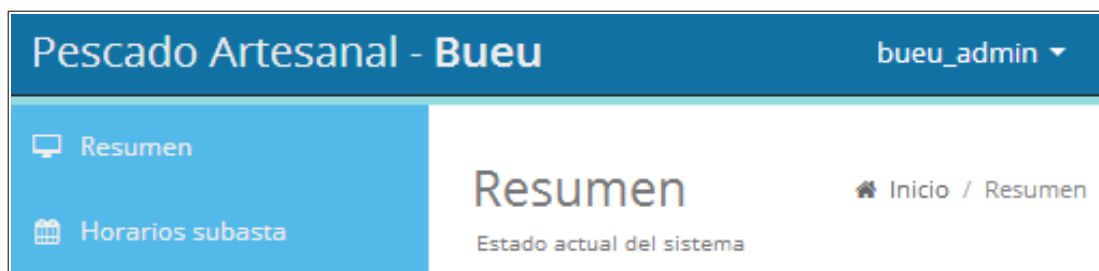 Pescado Artesanal - Bueu
bueu_admin
Resumen
Horarios subasta
Resumen
Inicio / Resumen
Estado actual del sistema